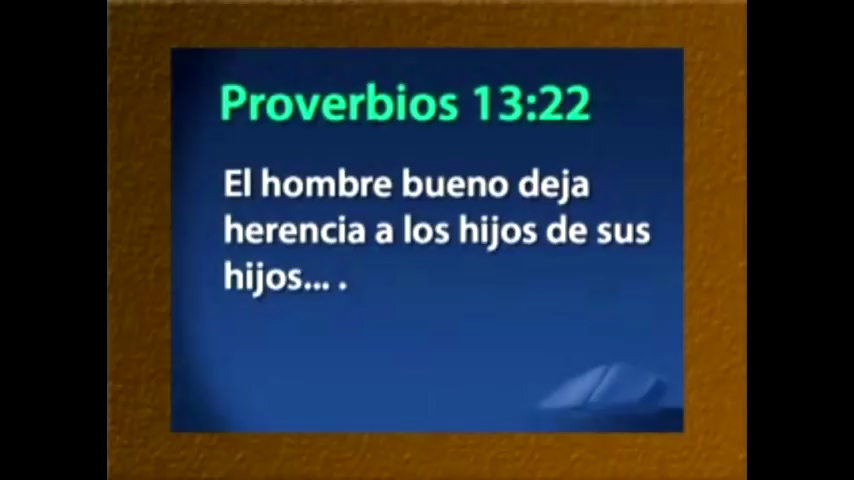 Proverbios 13:22
El hombre bueno deja
herencia a los hijos de sus
hijos... .